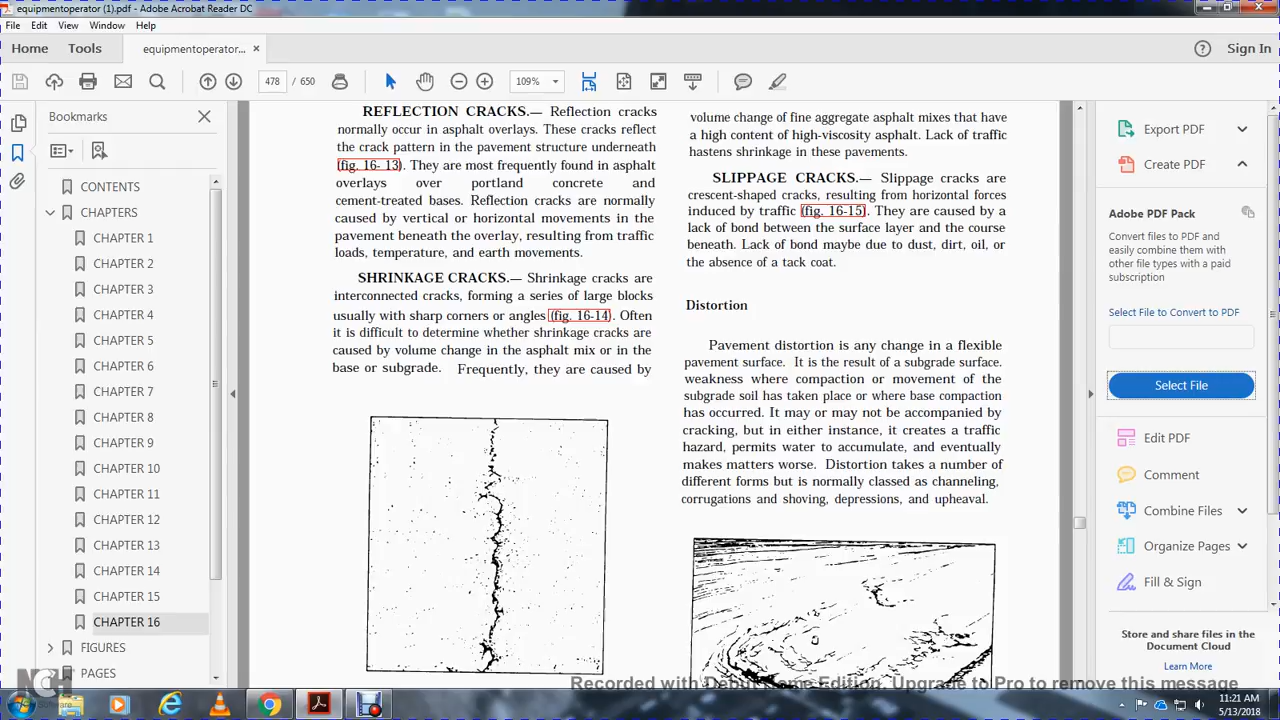 equipmentoperator (1).pdf - Adobe Acrobat Reader DC
File Edit View Window Help
Home Tools equipmentoperator... × Sign In
478 / 650 109%
Bookmarks
CONTENTS
CHAPTERS
CHAPTER 1
CHAPTER 2
CHAPTER 3
CHAPTER 4
CHAPTER 5
CHAPTER 6
CHAPTER 7
CHAPTER 8
CHAPTER 9
CHAPTER 10
CHAPTER 11
CHAPTER 12
CHAPTER 13
CHAPTER 14
CHAPTER 15
CHAPTER 16
FIGURES
PAGES
REFLECTION CRACKS.— Reflection cracks
normally occur in asphalt overlays. These cracks reflect
the crack pattern in the pavement structure underneath
(fig. 16- 13). They are most frequently found in asphalt
overlays over portland concrete and
cement-treated bases. Reflection cracks are normally
caused by vertical or horizontal movements in the
pavement beneath the overlay, resulting from traffic
loads, temperature, and earth movements.
SHRINKAGE CRACKS.— Shrinkage cracks are
interconnected cracks, forming a series of large blocks
usually with sharp corners or angles (fig. 16-14). Often
it is difficult to determine whether shrinkage cracks are
caused by volume change in the asphalt mix or in the
base or subgrade. Frequently, they are caused by
volume change of fine aggregate asphalt mixes that have
a high content of high-viscosity asphalt. Lack of traffic
hastens shrinkage in these pavements.
SLIPPAGE CRACKS.— Slippage cracks are
crescent-shaped cracks, resulting from horizontal forces
induced by traffic (fig. 16-15). They are caused by a
lack of bond between the surface layer and the course
beneath. Lack of bond maybe due to dust, dirt, oil, or
the absence of a tack coat.
Distortion
Pavement distortion is any change in a flexible
pavement surface. It is the result of a subgrade surface.
weakness where compaction or movement of the
subgrade soil has taken place or where base compaction
has occurred. It may or may not be accompanied by
cracking, but in either instance, it creates a traffic
hazard, permits water to accumulate, and eventually
makes matters worse. Distortion takes a number of
different forms but is normally classed as channeling,
corrugations and shoving, depressions, and upheaval.
Export PDF
Create PDF
Adobe PDF Pack
Convert files to PDF and
easily combine them with
other file types with a paid
subscription
Select File to Convert to PDF
Select File
Edit PDF
Comment
Combine Files
Organize Pages
Fill & Sign
Store and share files in the
Document Cloud
Learn More
NCH
Software
Recorded with Debut Home Edition. Upgrade to Pro to remove this message
11:21 AM
5/13/2018